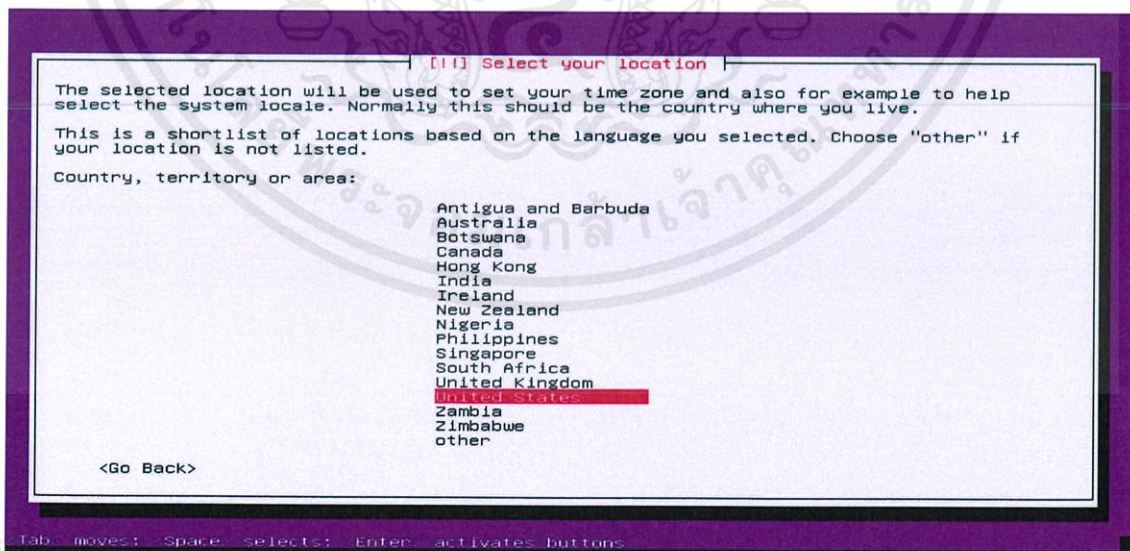 [!!] Select your location
The selected location will be used to set your time zone and also for example to help
select the system locale. Normally this should be the country where you live.
This is a shortlist of locations based on the language you selected. Choose "other" if
your location is not listed.
Country, territory or area:
Antigua and Barbuda
Australia
Botswana
Canada
Hong Kong
India
Ireland
New Zealand
Nigeria
Philippines
Singapore
South Africa
United Kingdom
United States
Zambia
Zimbabwe
other
<Go Back>
<Tab> moves; <Space> selects; <Enter> activates buttons